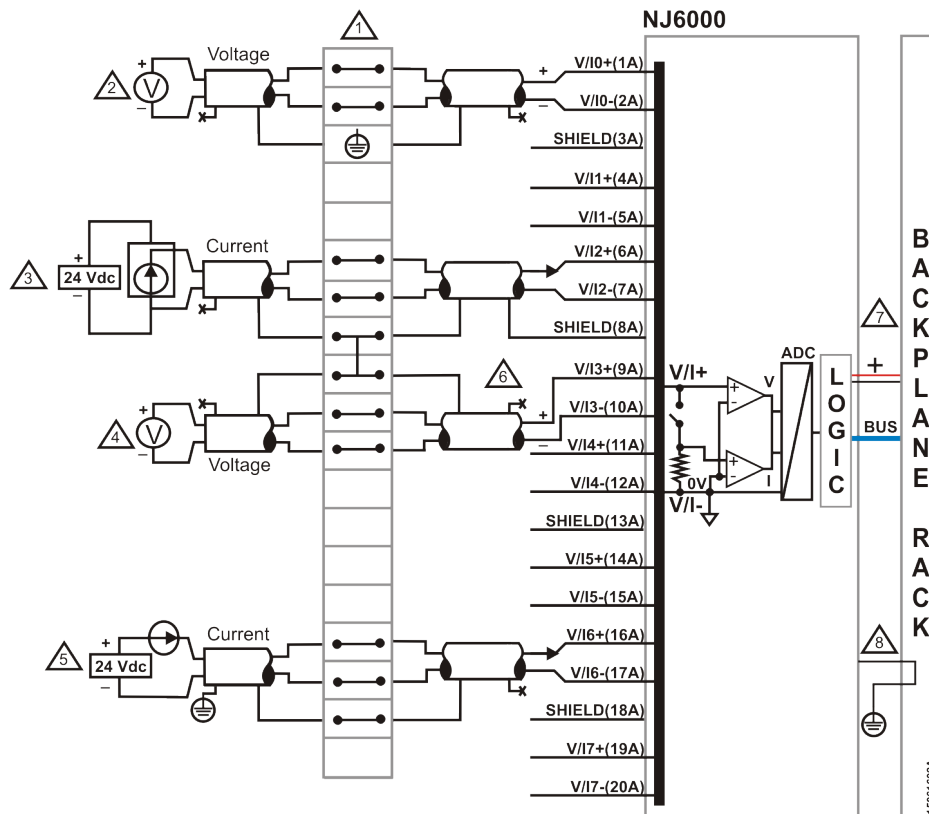 NJ6000
1
Voltage
2
+
V
–
+
–
V/I0+(1A)
V/I0-(2A)
SHIELD(3A)
V/I1+(4A)
V/I1-(5A)
Current
3
+
24 Vdc
–
V/I2+(6A)
V/I2-(7A)
SHIELD(8A)
4
+
V
–
Voltage
6
+
–
V/I3+(9A)
V/I3-(10A)
V/I4+(11A)
V/I4-(12A)
SHIELD(13A)
V/I5+(14A)
V/I5-(15A)
Current
5
+
24 Vdc
–
V/I6+(16A)
V/I6-(17A)
SHIELD(18A)
V/I7+(19A)
V/I7-(20A)
V/I+
V/I-
0V
+
-
V
+
-
I
ADC
LOGIC
7
+
BUS
8
BACKPLANE RACK